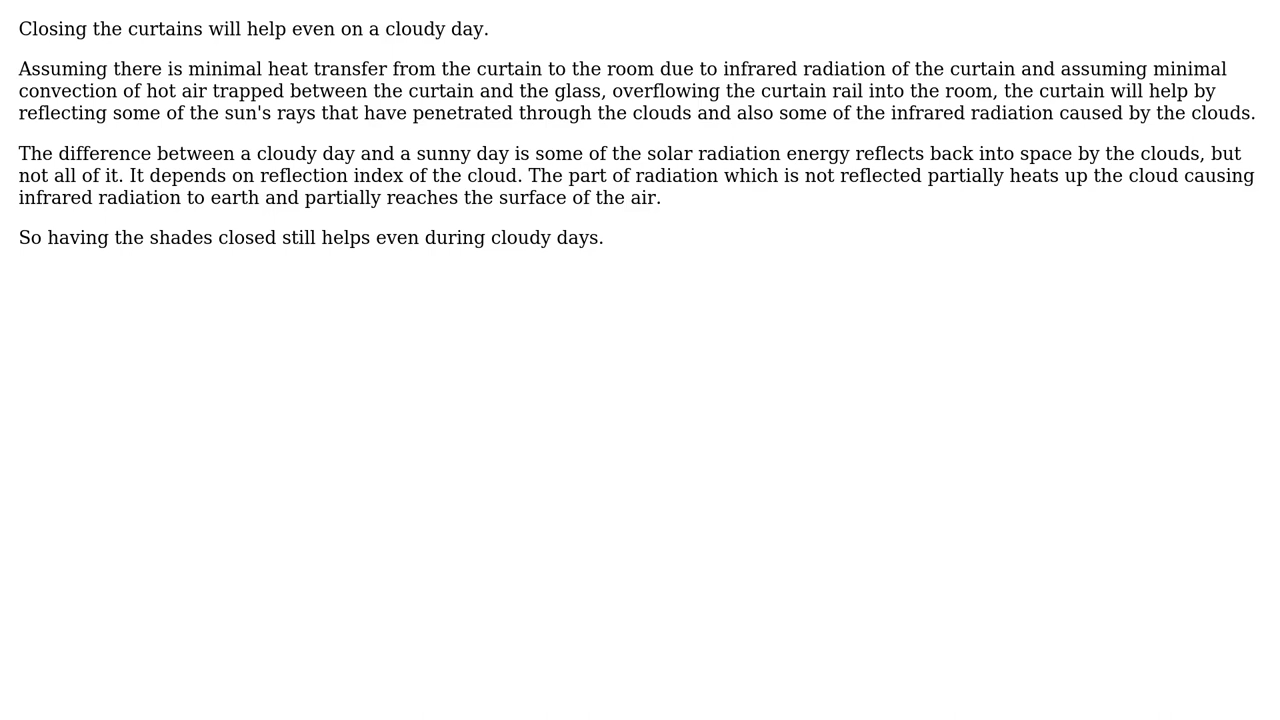 Closing the curtains will help even on a cloudy day.
Assuming there is minimal heat transfer from the curtain to the room due to infrared radiation of the curtain and assuming minimal
convection of hot air trapped between the curtain and the glass, overflowing the curtain rail into the room, the curtain will help by
reflecting some of the sun's rays that have penetrated through the clouds and also some of the infrared radiation caused by the clouds.
The difference between a cloudy day and a sunny day is some of the solar radiation energy reflects back into space by the clouds, but
not all of it. It depends on reflection index of the cloud. The part of radiation which is not reflected partially heats up the cloud causing
infrared radiation to earth and partially reaches the surface of the air.
So having the shades closed still helps even during cloudy days.